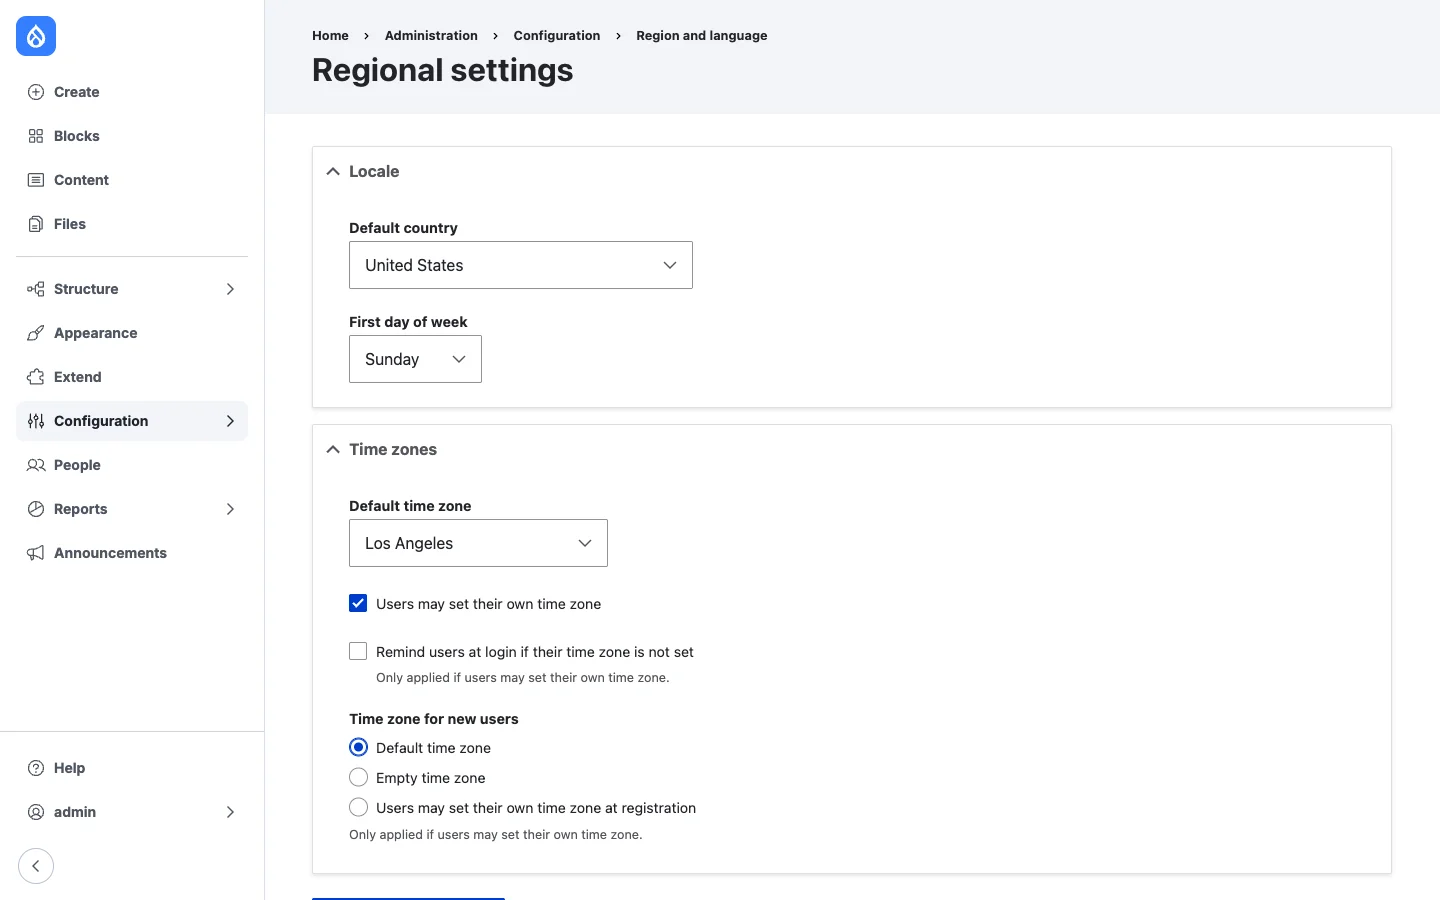 Home
Administration
Configuration
Region and language
Regional settings
Create
Blocks
Content
Files
Structure
Appearance
Extend
Configuration
People
Reports
Announcements
Help
admin
Locale
Default country
United States
First day of week
Sunday
Time zones
Default time zone
Los Angeles
Users may set their own time zone
Remind users at login if their time zone is not set
Only applied if users may set their own time zone.
Time zone for new users
Default time zone
Empty time zone
Users may set their own time zone at registration
Only applied if users may set their own time zone.